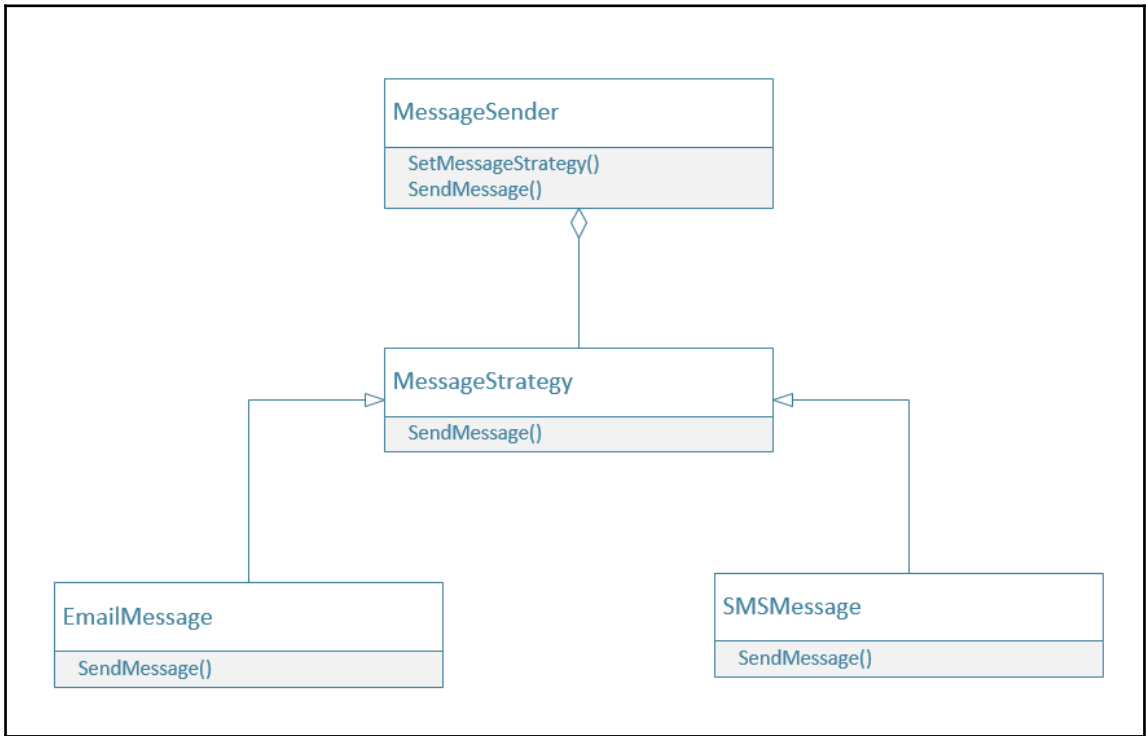 MessageSender
SetMessageStrategy()
SendMessage()
MessageStrategy
SendMessage()
EmailMessage
SendMessage()
SMSMessage
SendMessage()